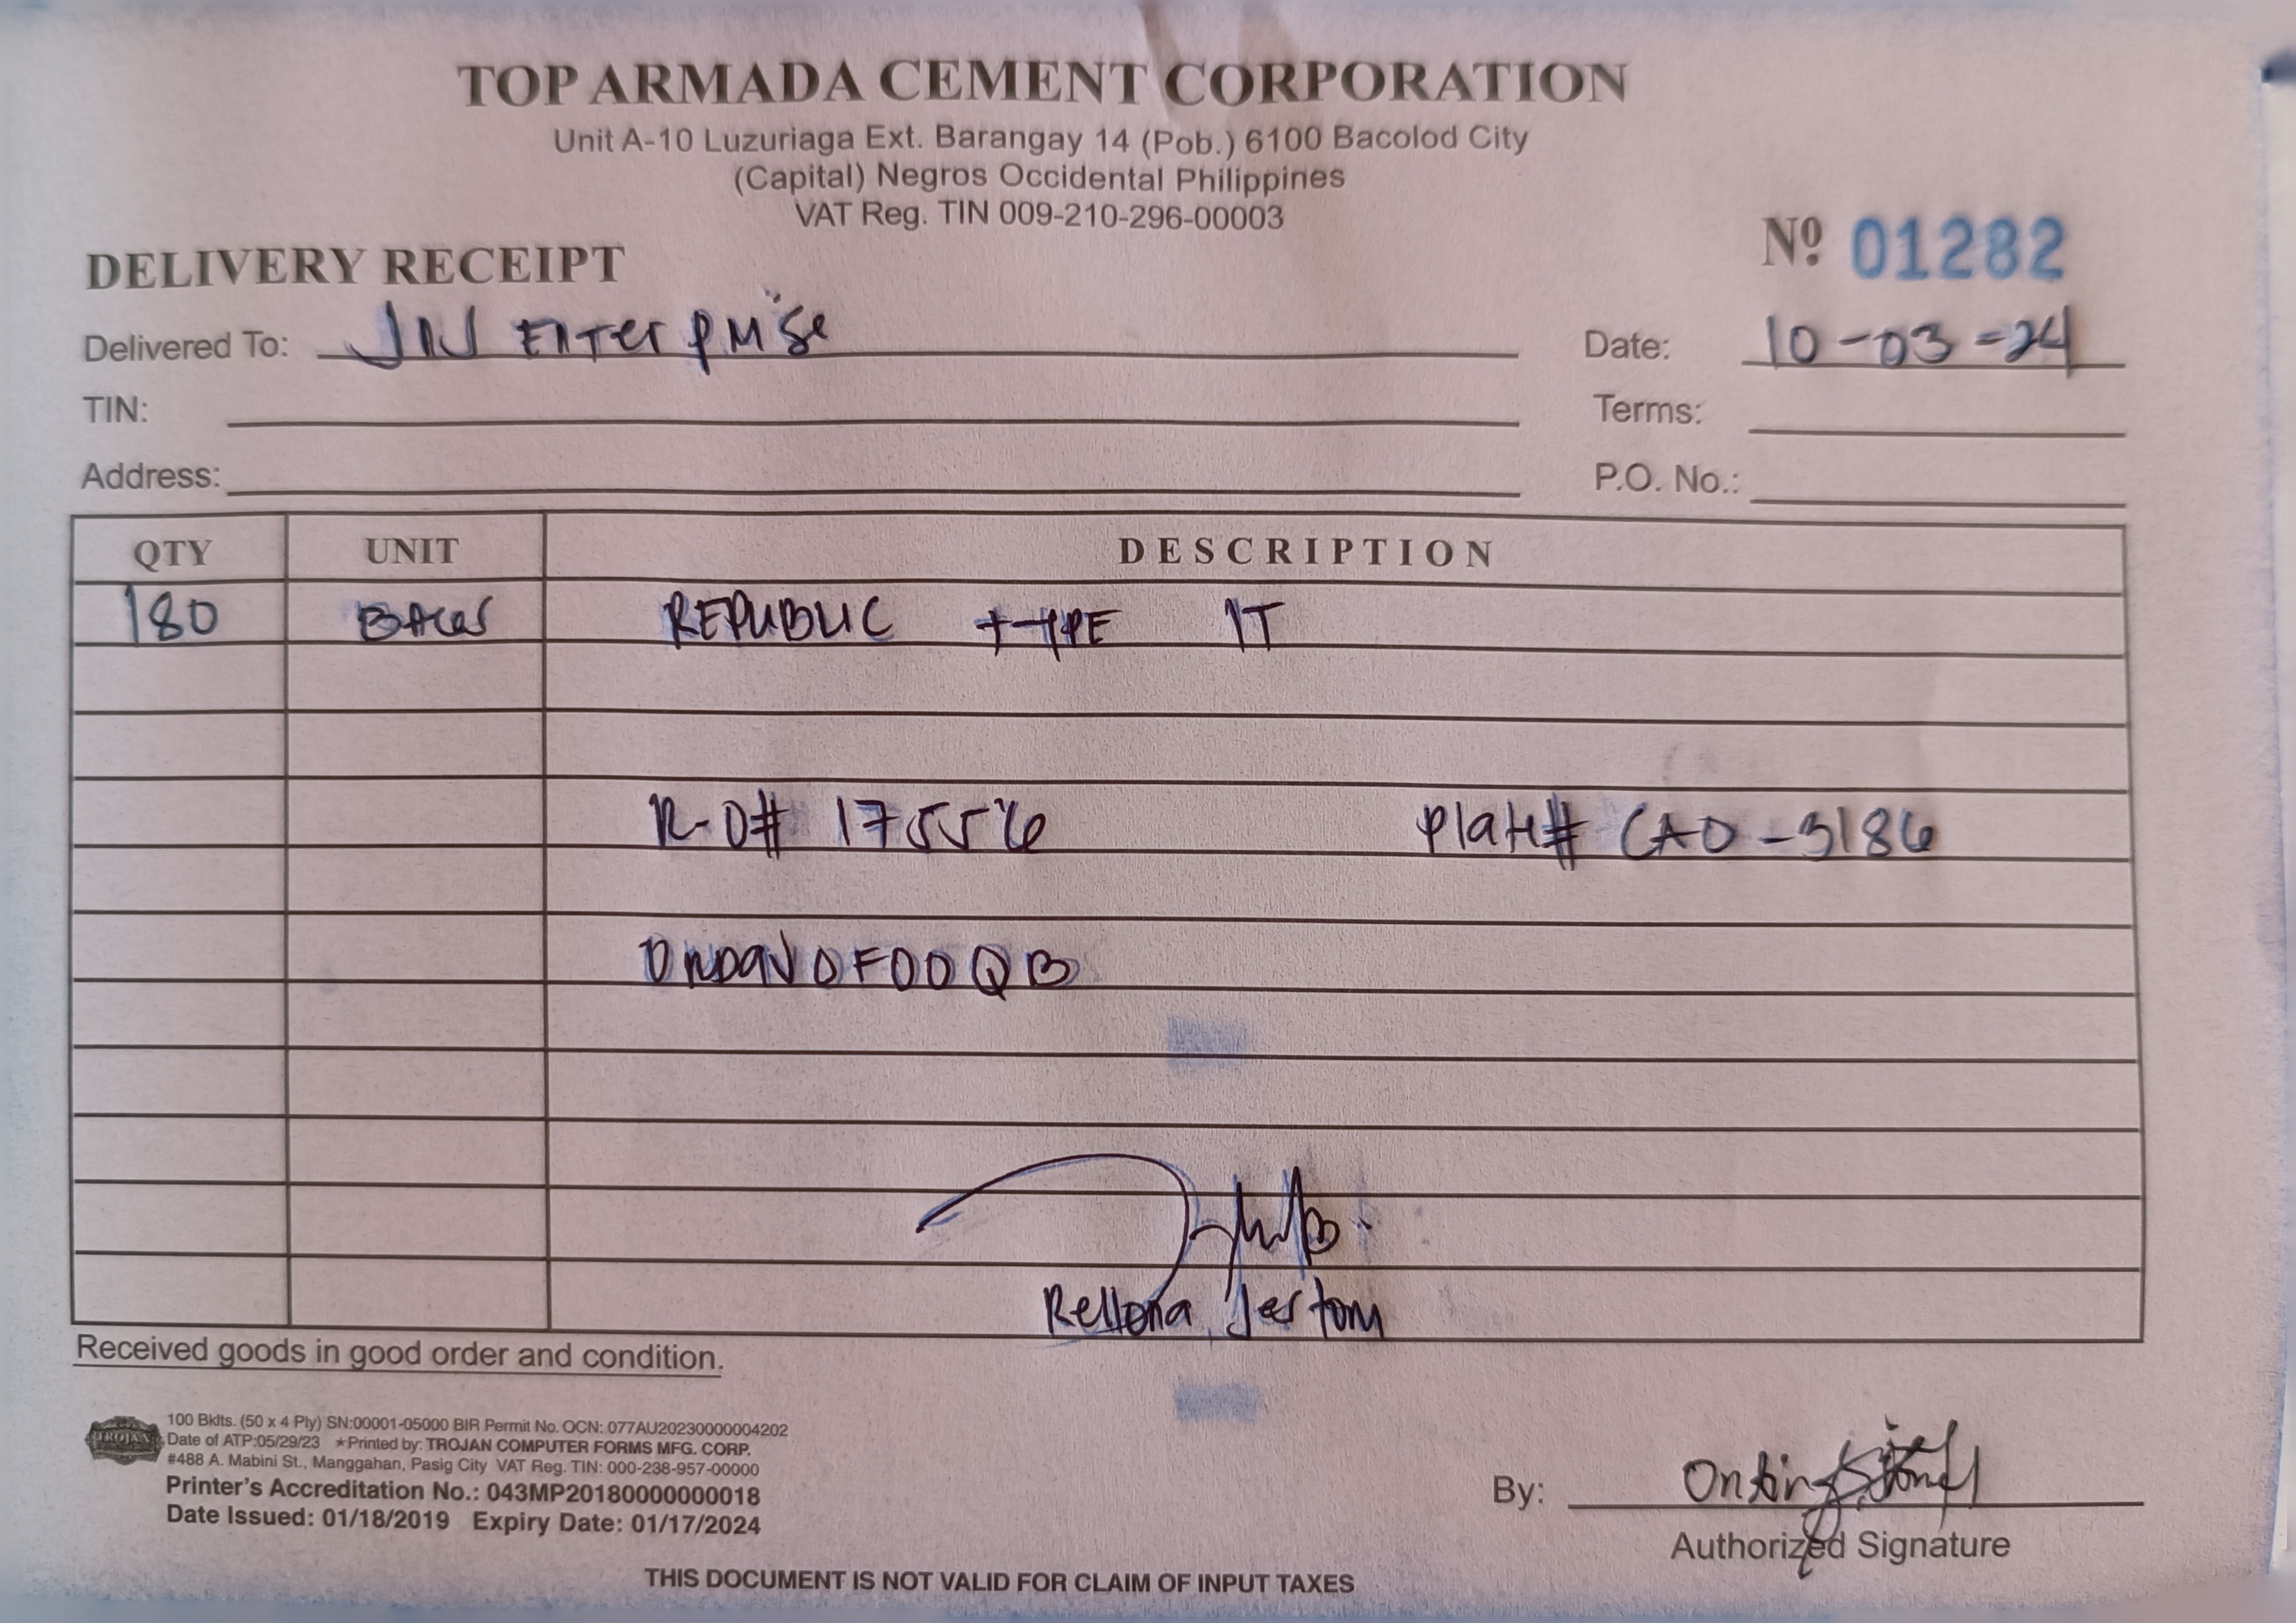 TOP ARMADA CEMENT CORPORATION
Unit A-10 Luzuriaga Ext. Barangay 14 (Pob.) 6100 Bacolod City
(Capital) Negros Occidental Philippines
VAT Reg. TIN 009-210-296-00003
DELIVERY RECEIPT
Nº 01282
Delivered To: Enterprise
Date: 10-03-24
TIN:
Terms:
Address:
P.O. No.:
QTY UNIT DESCRIPTION
180 BAGS REPUBLIC TYPE 1T
R-O# 17556 Plate# CAO-3186
Rellona Jestom
Received goods in good order and condition.
TROJAN
100 Bklts. (50 x 4 Ply) SN:00001-05000 BIR Permit No. OCN: 077AU20230000004202
Date of ATP:05/29/23 ★Printed by: TROJAN COMPUTER FORMS MFG. CORP.
#488 A. Mabini St., Manggahan, Pasig City VAT Reg. TIN: 000-238-957-00000
Printer's Accreditation No.: 043MP20180000000018
Date Issued: 01/18/2019 Expiry Date: 01/17/2024
By:
Authorized Signature
THIS DOCUMENT IS NOT VALID FOR CLAIM OF INPUT TAXES